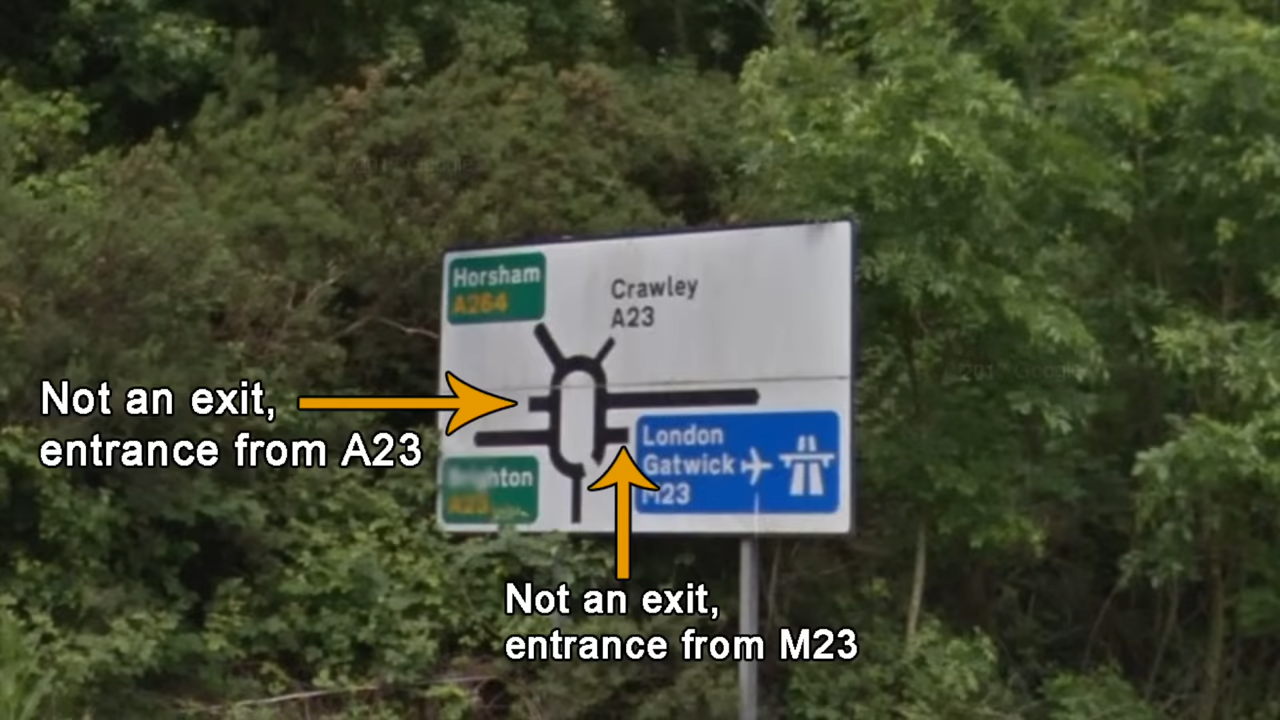 Horsham
A264
Crawley
A23
Not an exit,
entrance from A23
London
Gatwick
M23
Brighton
A23
Not an exit,
entrance from M23